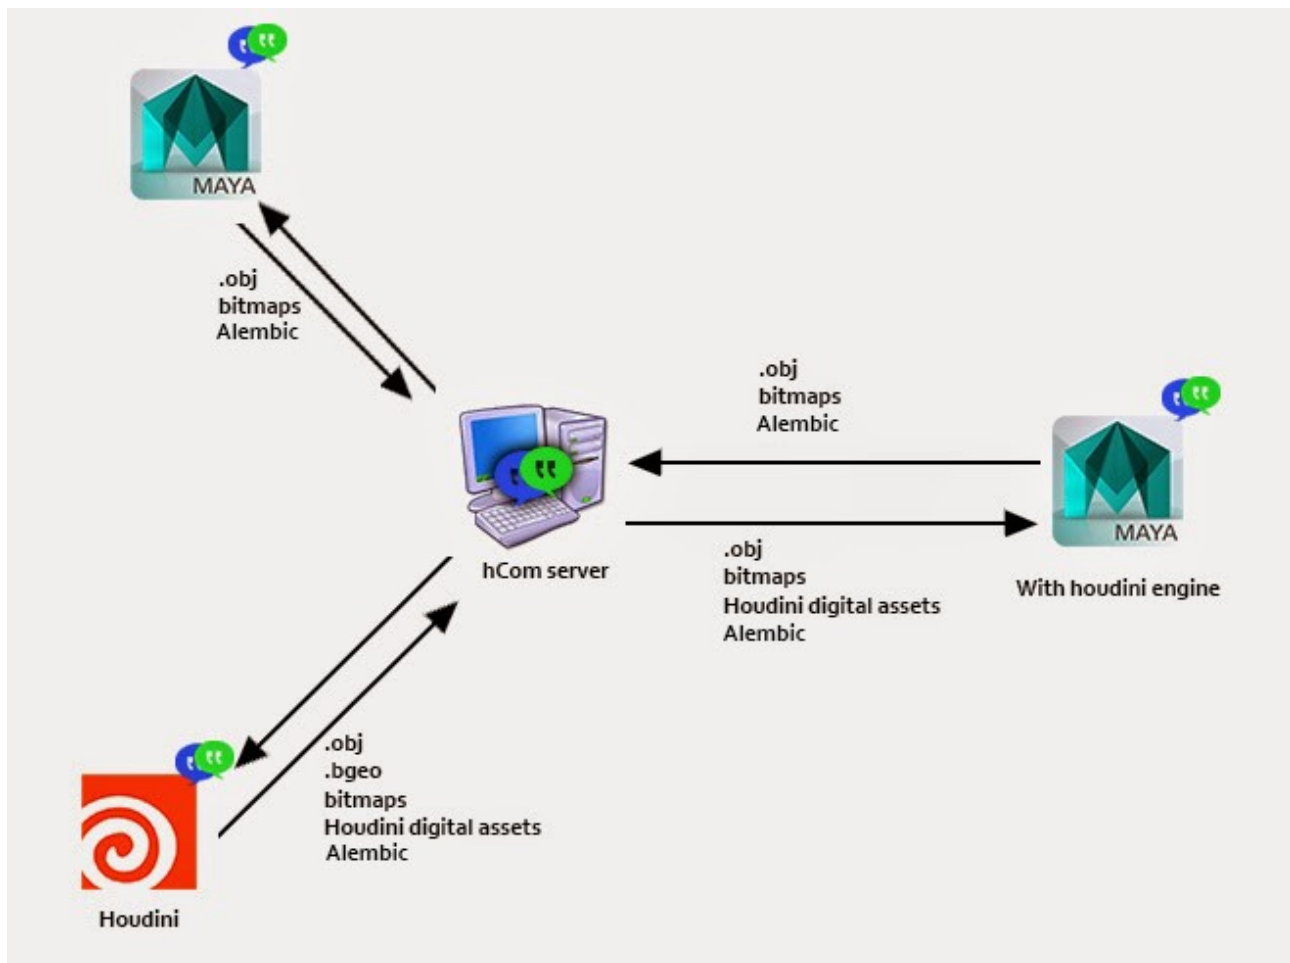 MAYA
.obj
bitmaps
Alembic
.obj
bitmaps
Alembic
MAYA
hCom server
.obj
bitmaps
Houdini digital assets
Alembic
With houdini engine
.obj
.bgeo
bitmaps
Houdini digital assets
Alembic
Houdini